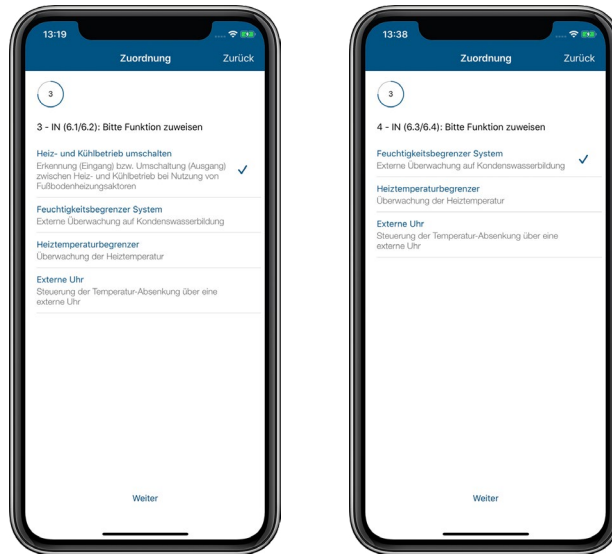 13:19
Zuordnung
Zurück
3
3 - IN (6.1/6.2): Bitte Funktion zuweisen
Heiz- und Kühlbetrieb umschalten
Erkennung (Eingang) bzw. Umschaltung (Ausgang)
zwischen Heiz- und Kühlbetrieb bei Nutzung von
Fußbodenheizungsaktoren
Feuchtigkeitsbegrenzer System
Externe Überwachung auf Kondenswasserbildung
Heiztemperaturbegrenzer
Überwachung der Heiztemperatur
Externe Uhr
Steuerung der Temperatur-Absenkung über eine
externe Uhr
Weiter
13:38
Zuordnung
Zurück
3
4 - IN (6.3/6.4): Bitte Funktion zuweisen
Feuchtigkeitsbegrenzer System
Externe Überwachung auf Kondenswasserbildung
Heiztemperaturbegrenzer
Überwachung der Heiztemperatur
Externe Uhr
Steuerung der Temperatur-Absenkung über eine
externe Uhr
Weiter